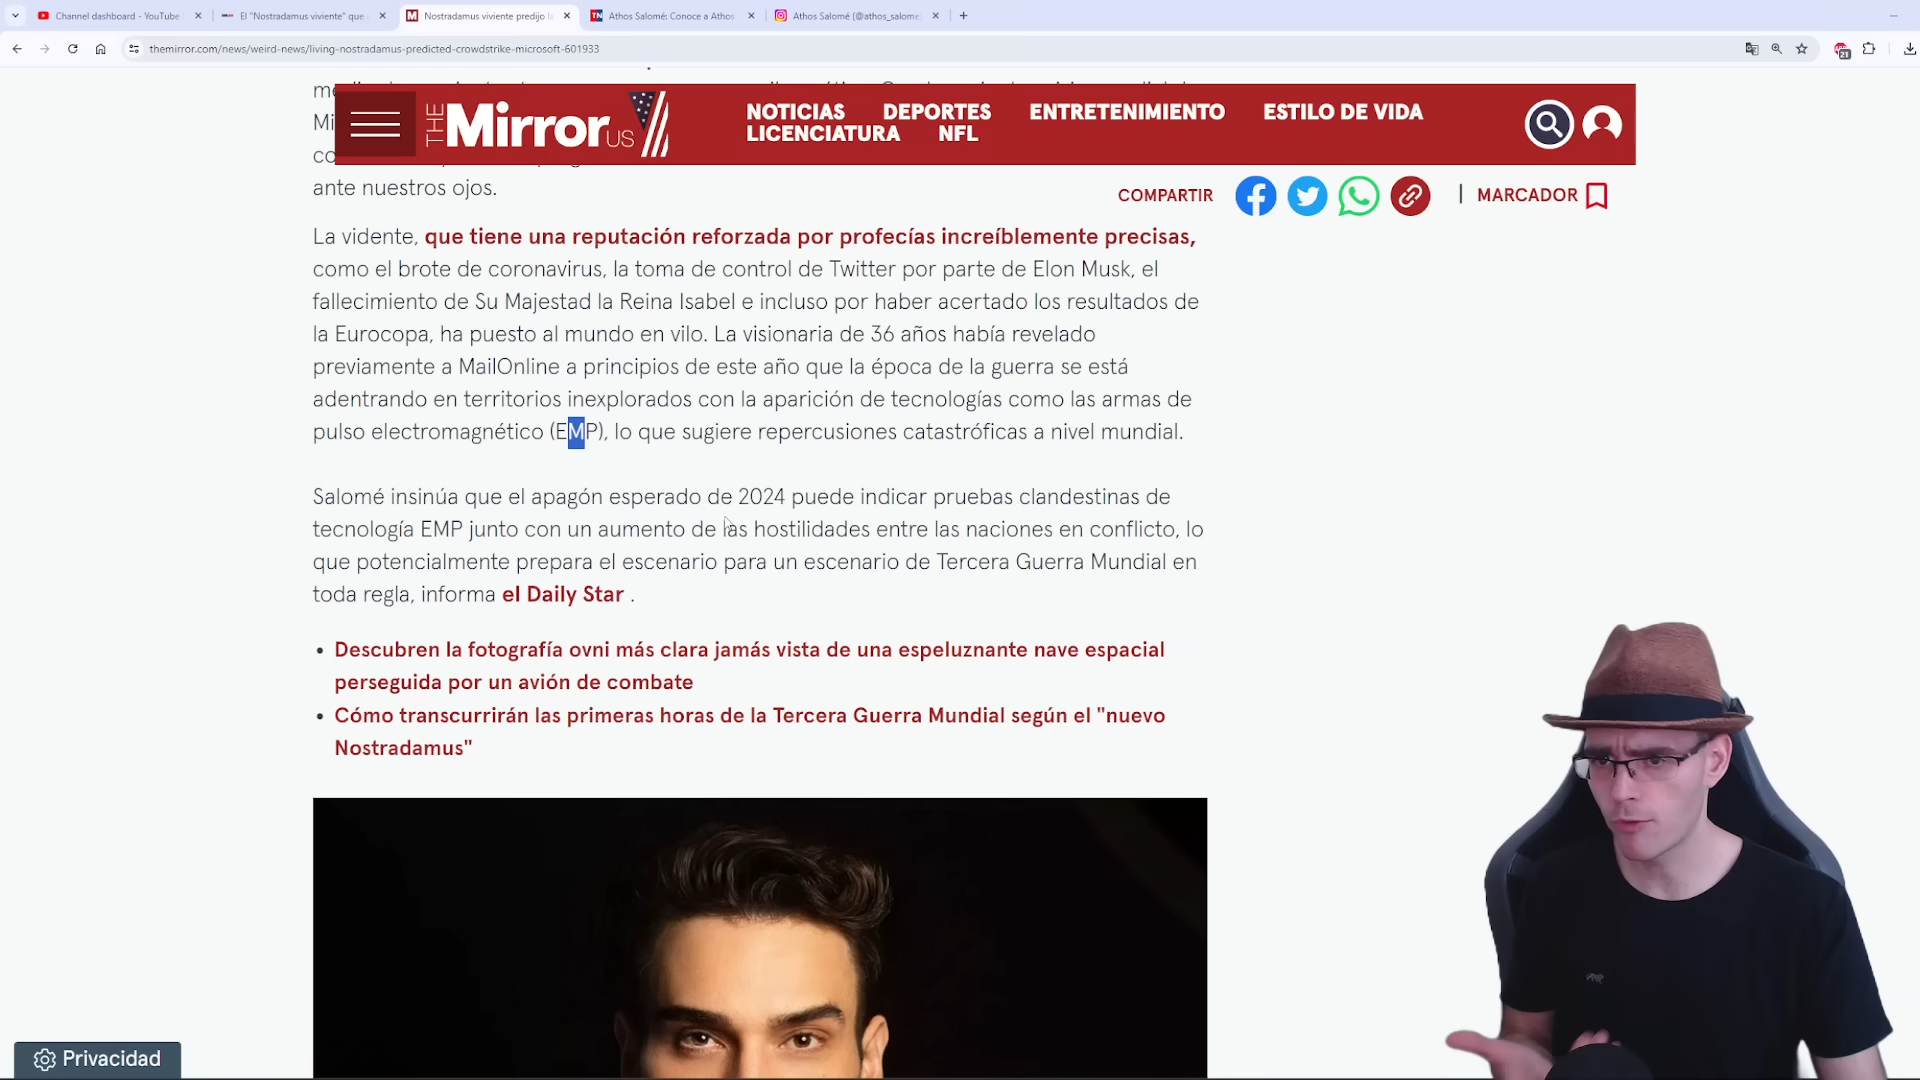 Channel dashboard - YouTube
El "Nostradamus viviente" que
Nostradamus viviente predijo l
Athos Salomé: Conoce a Athos
Athos Salomé (@athos_salome
themirror.com/news/weird-news/living-nostradamus-predicted-crowdstrike-microsoft-601933
21
THE Mirror US
NOTICIAS DEPORTES ENTRETENIMIENTO ESTILO DE VIDA
LICENCIATURA NFL
ante nuestros ojos.
COMPARTIR | MARCADOR
La vidente, que tiene una reputación reforzada por profecías increíblemente precisas,
como el brote de coronavirus, la toma de control de Twitter por parte de Elon Musk, el
fallecimiento de Su Majestad la Reina Isabel e incluso por haber acertado los resultados de
la Eurocopa, ha puesto al mundo en vilo. La visionaria de 36 años había revelado
previamente a MailOnline a principios de este año que la época de la guerra se está
adentrando en territorios inexplorados con la aparición de tecnologías como las armas de
pulso electromagnético (EMP), lo que sugiere repercusiones catastróficas a nivel mundial.
Salomé insinúa que el apagón esperado de 2024 puede indicar pruebas clandestinas de
tecnología EMP junto con un aumento de las hostilidades entre las naciones en conflicto, lo
que potencialmente prepara el escenario para un escenario de Tercera Guerra Mundial en
toda regla, informa el Daily Star .
• Descubren la fotografía ovni más clara jamás vista de una espeluznante nave espacial
perseguida por un avión de combate
• Cómo transcurrirán las primeras horas de la Tercera Guerra Mundial según el "nuevo
Nostradamus"
Privacidad